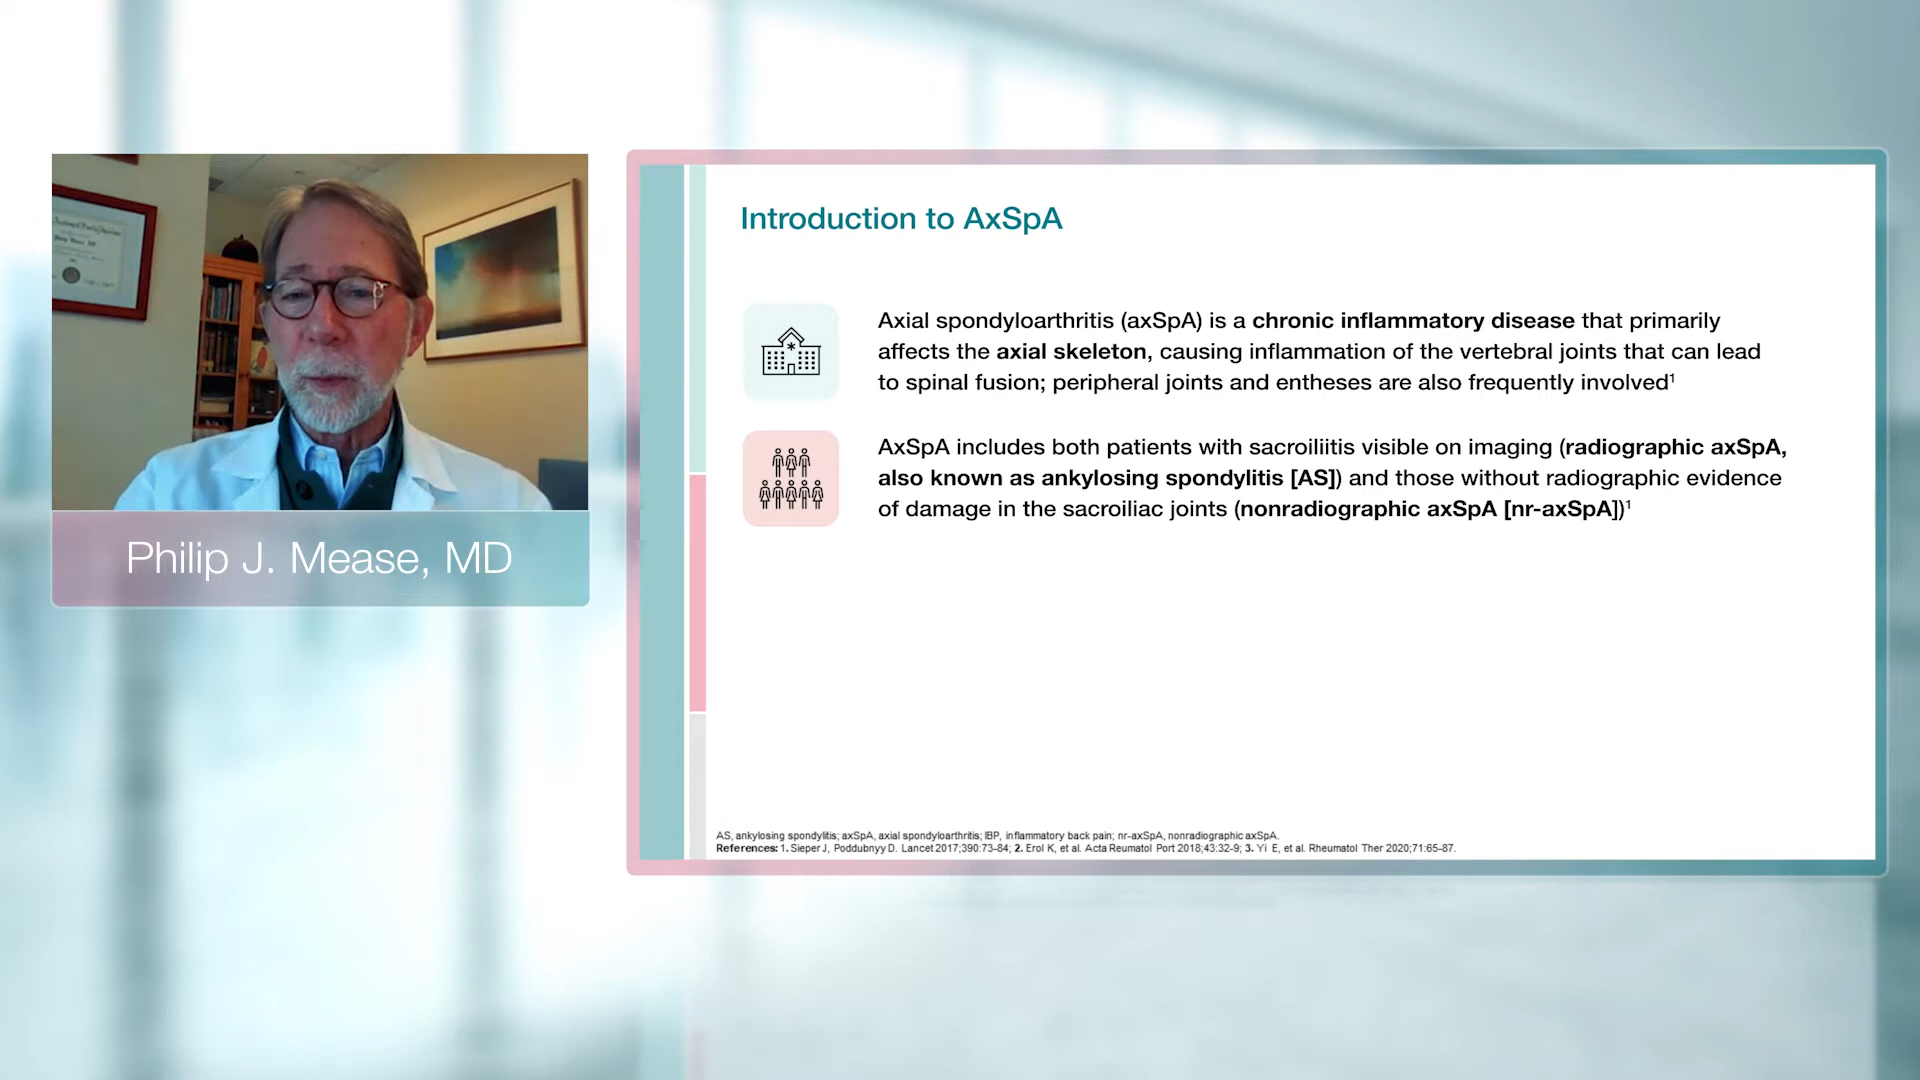 Philip J. Mease, MD
Introduction to AxSpA
Axial spondyloarthritis (axSpA) is a chronic inflammatory disease that primarily
affects the axial skeleton, causing inflammation of the vertebral joints that can lead
to spinal fusion; peripheral joints and entheses are also frequently involved¹
AxSpA includes both patients with sacroiliitis visible on imaging (radiographic axSpA,
also known as ankylosing spondylitis [AS]) and those without radiographic evidence
of damage in the sacroiliac joints (nonradiographic axSpA [nr-axSpA])¹
AS, ankylosing spondylitis; axSpA, axial spondyloarthritis; IBP, inflammatory back pain; nr-axSpA, nonradiographic axSpA.
References: 1. Sieper J, Poddubnyy D. Lancet 2017;390:73-84; 2. Erol K, et al. Acta Reumatol Port 2018;43:32-9; 3. Yi E, et al. Rheumatol Ther 2020;71:65-87.